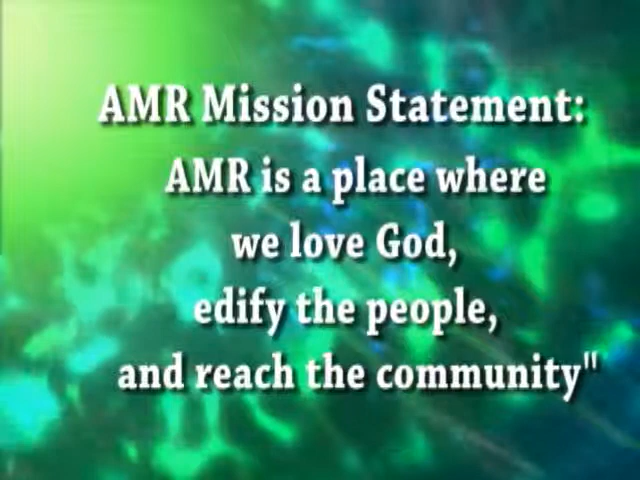 AMR Mission Statement:
AMR is a place where
we love God,
edify the people,
and reach the community"